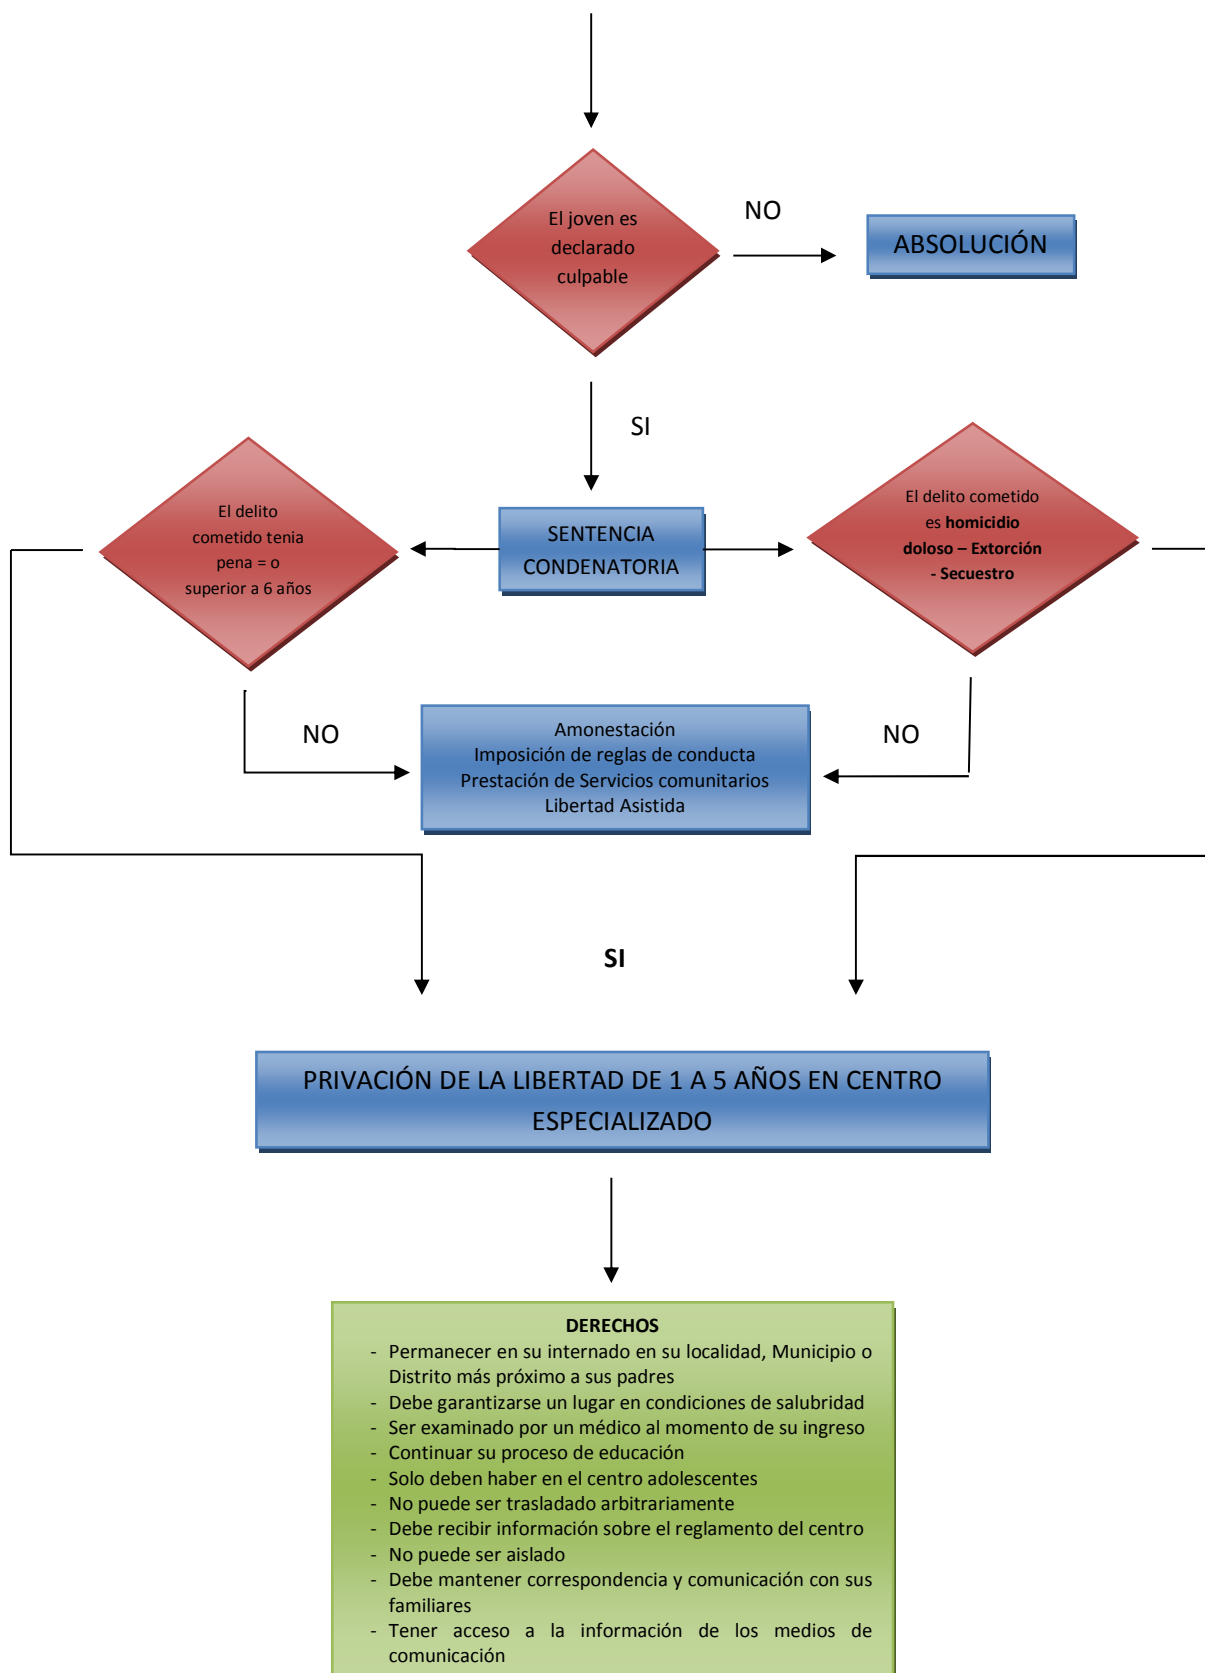 El joven es
declarado
culpable
NO
ABSOLUCIÓN
SI
El delito
cometido tenia
pena = o
superior a 6 años
SENTENCIA
CONDENATORIA
El delito cometido
es homicidio
doloso – Extorción
- Secuestro
NO
Amonestación
Imposición de reglas de conducta
Prestación de Servicios comunitarios
Libertad Asistida
NO
SI
PRIVACIÓN DE LA LIBERTAD DE 1 A 5 AÑOS EN CENTRO
ESPECIALIZADO
DERECHOS
- Permanecer en su internado en su localidad, Municipio o
Distrito más próximo a sus padres
- Debe garantizarse un lugar en condiciones de salubridad
- Ser examinado por un médico al momento de su ingreso
- Continuar su proceso de educación
- Solo deben haber en el centro adolescentes
- No puede ser trasladado arbitrariamente
- Debe recibir información sobre el reglamento del centro
- No puede ser aislado
- Debe mantener correspondencia y comunicación con sus
familiares
- Tener acceso a la información de los medios de
comunicación